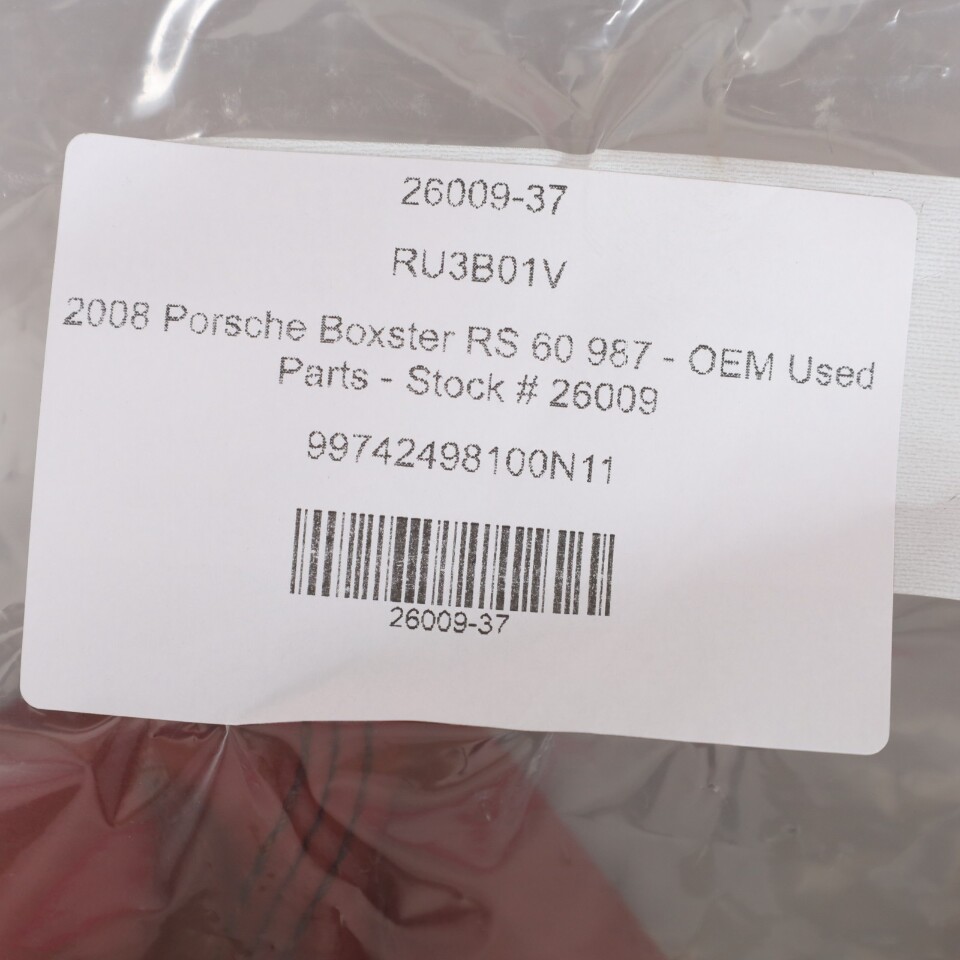 26009-37
RU3B01V
2008 Porsche Boxster RS 60 987 - OEM Used
Parts - Stock # 26009
99742498100N11
26009-37